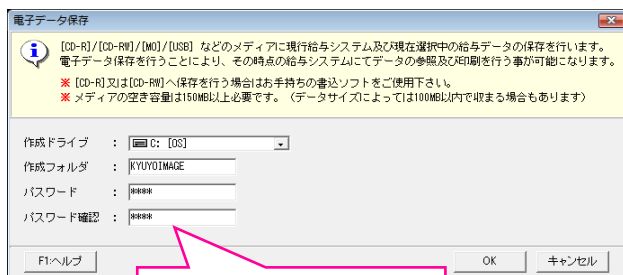 電子データ保存
[CD-R]/[CD-RW]/[MO]/[USB] などのメディアに現行給与システム及び現在選択中の給与データの保存を行います。
電子データ保存を行うことにより、その時点の給与システムにてデータの参照及び印刷を行う事が可能になります。
※ [CD-R]又は[CD-RW]へ保存を行う場合はお手持ちの書込ソフトをご使用下さい。
※ メディアの空き容量は150MB以上必要です。（データサイズによっては100MB以内で収まる場合もあります）
作成ドライブ : C: [OS]
作成フォルダ : KYUYOIMAGE
パスワード : ****
パスワード確認 : ****
F1:ヘルプ OK キャンセル